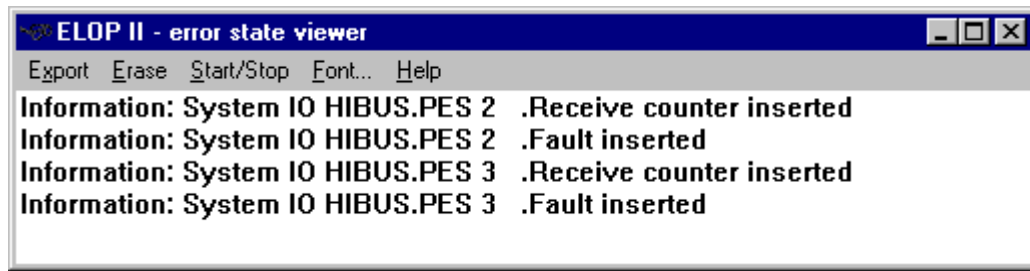 ELOP II - error state viewer
Export Erase Start/Stop Font... Help
Information: System IO HIBUS.PES 2 .Receive counter inserted
Information: System IO HIBUS.PES 2 .Fault inserted
Information: System IO HIBUS.PES 3 .Receive counter inserted
Information: System IO HIBUS.PES 3 .Fault inserted